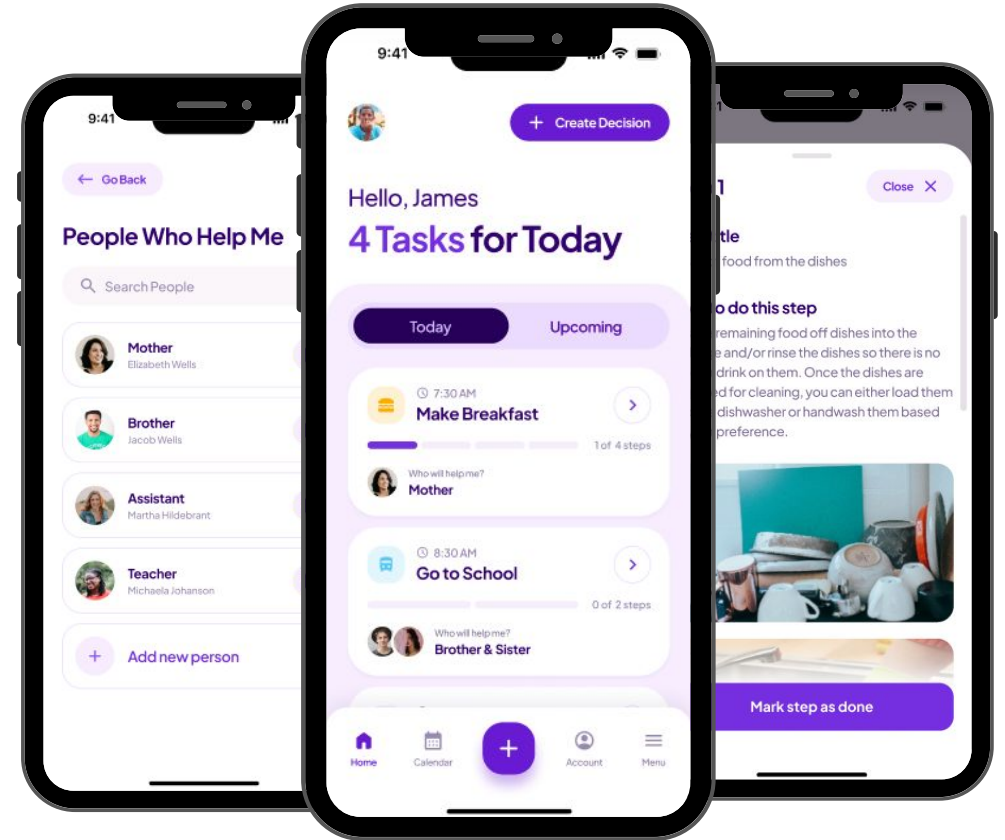 9:41
Go Back
People Who Help Me
Search People
Mother
Elizabeth Wells
Brother
Jacob Wells
Assistant
Martha Hildebrant
Teacher
Michaela Johanson
Add new person
9:41
Create Decision
Hello, James
4 Tasks for Today
Today
Upcoming
7:30 AM
Make Breakfast
1 of 4 steps
Who will help me?
Mother
8:30 AM
Go to School
0 of 2 steps
Who will help me?
Brother & Sister
Home
Calendar
Account
Menu
1
1
Close
tle
food from the dishes
o do this step
remaining food off dishes into the
e and/or rinse the dishes so there is no
drink on them. Once the dishes are
ed for cleaning, you can either load them
dishwasher or handwash them based
preference.
Mark step as done